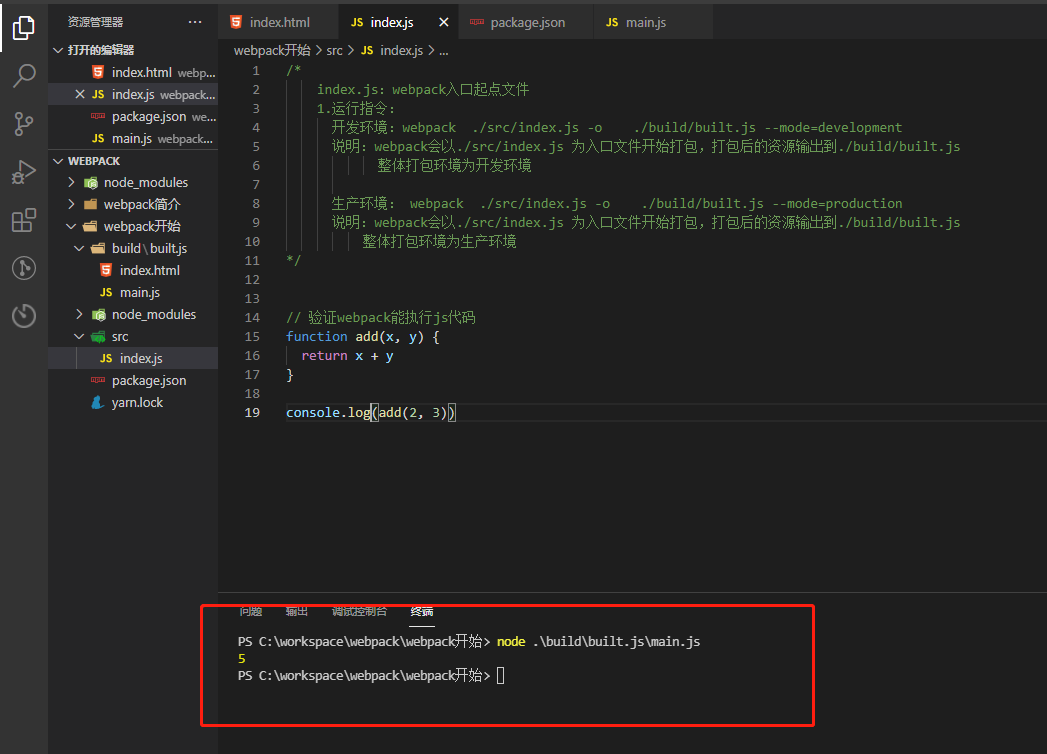 资源管理器 ...
打开的编辑器
index.html webp...
JS index.js webpack...
package.json we...
JS main.js webpack...
WEBPACK
node_modules
webpack简介
webpack开始
build\built.js
index.html
JS main.js
node_modules
src
JS index.js
package.json
yarn.lock
index.html JS index.js package.json JS main.js
webpack开始 > src > JS index.js > ...
1 /*
2 index.js: webpack入口起点文件
3 1.运行指令:
4 开发环境: webpack ./src/index.js -o ./build/built.js --mode=development
5 说明: webpack会以./src/index.js 为入口文件开始打包，打包后的资源输出到./build/built.js
6 整体打包环境为开发环境
7
8 生产环境: webpack ./src/index.js -o ./build/built.js --mode=production
9 说明: webpack会以./src/index.js 为入口文件开始打包，打包后的资源输出到./build/built.js
10 整体打包环境为生产环境
11 */
12
13
14 // 验证webpack能执行js代码
15 function add(x, y) {
16 return x + y
17 }
18
19 console.log(add(2, 3))
问题 输出 调试控制台 终端
PS C:\workspace\webpack\webpack开始> node .\build\built.js\main.js
5
PS C:\workspace\webpack\webpack开始>